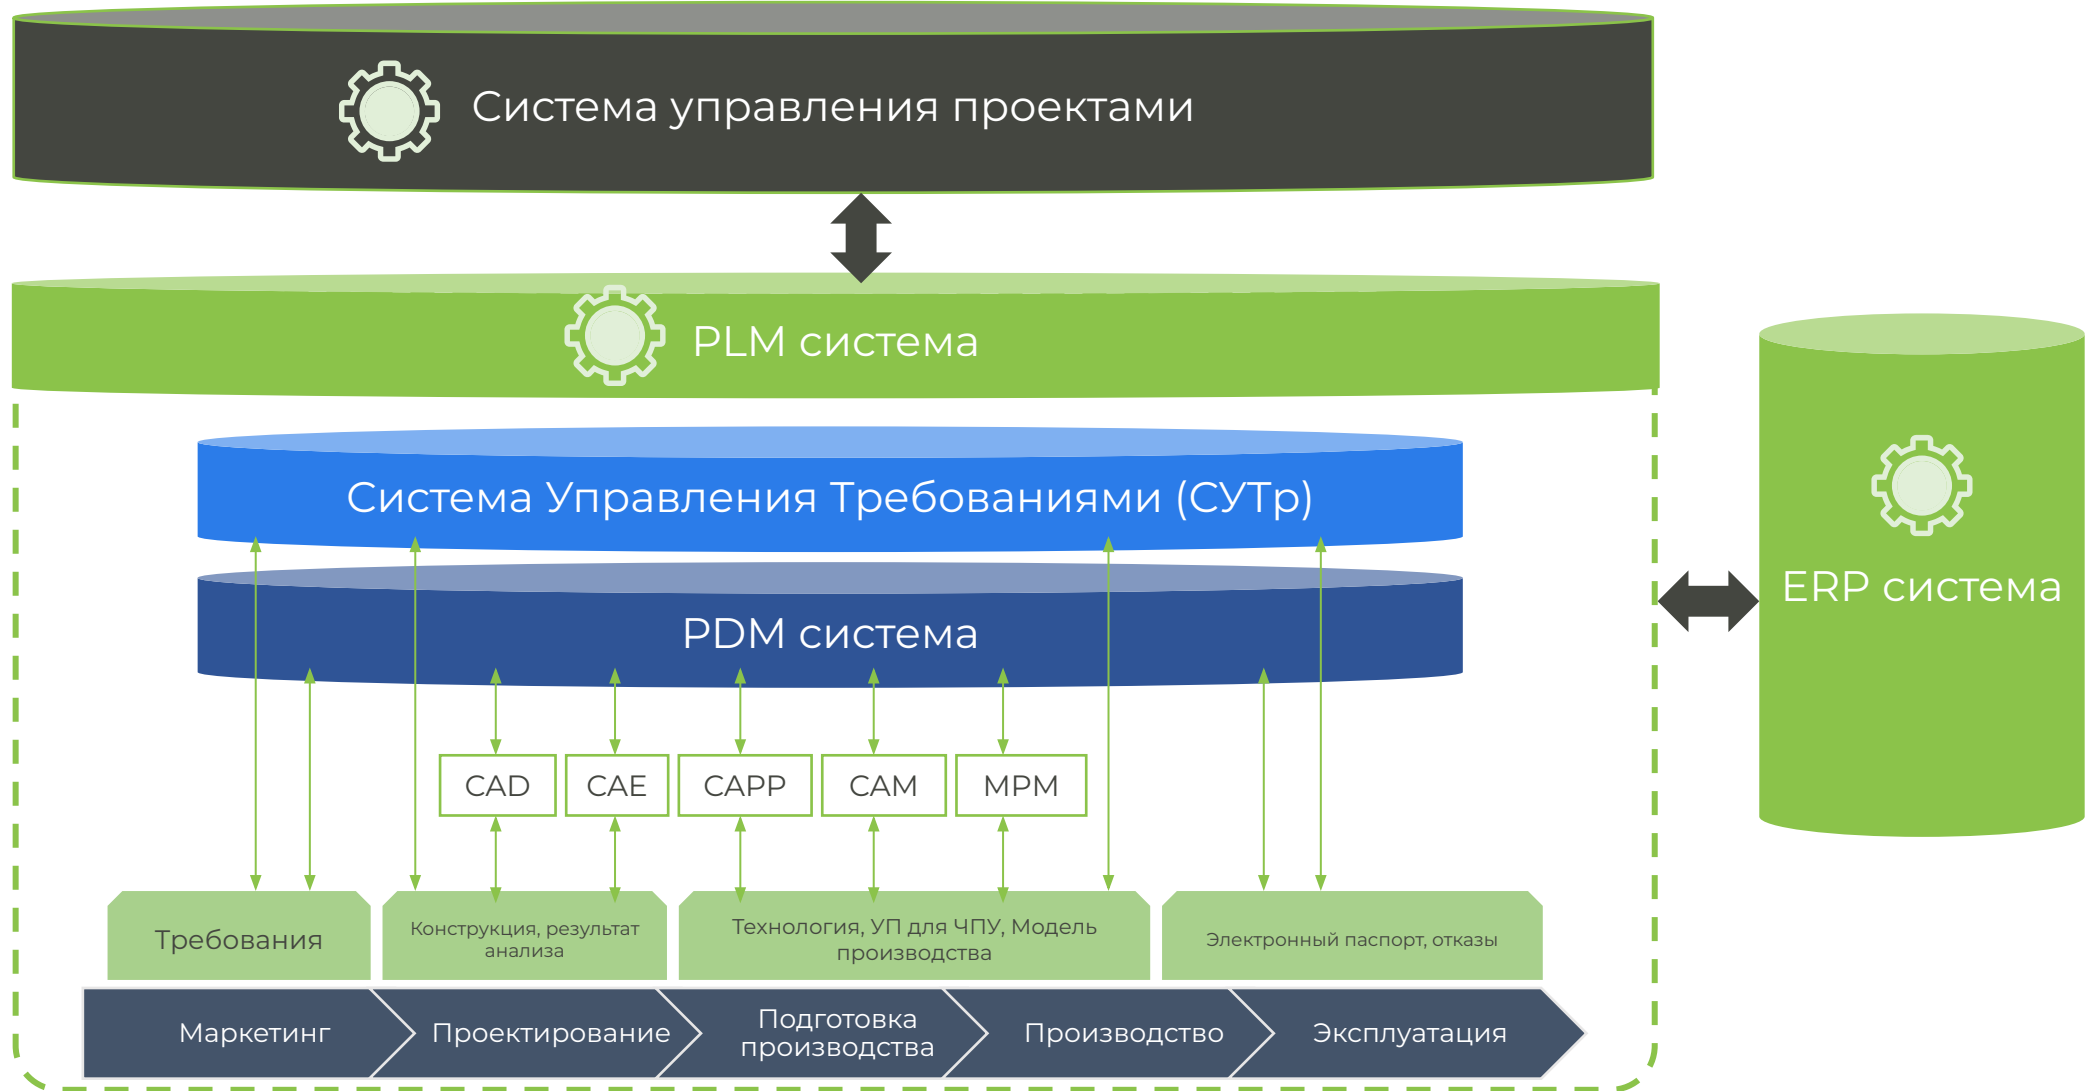 Система управления проектами
PLM система
Система Управления Требованиями (СУТр)
ERP система
PDM система
CAD
CAE
CAPP
CAM
MPM
Требования
Конструкция, результат
анализа
Технология, УП для ЧПУ, Модель
производства
Электронный паспорт, отказы
Маркетинг
Проектирование
Подготовка
производства
Производство
Эксплуатация